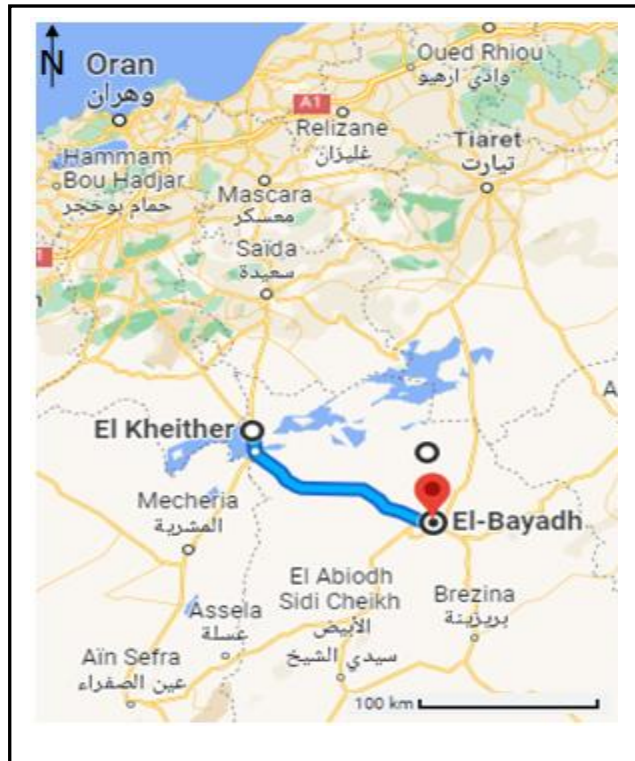 N
Oran
وهران
Oued Rhiou
وادي ارهيو
A1
Relizane
غليزان
Tiaret
تيارت
Hammam
Bou Hadjar
حمام بوحجر
Mascara
معسكر
1
Saïda
سعيدة
El Kheither
A
Mecheria
المشرية
El-Bayadh
El Abiodh
Sidi Cheikh
الأبيض
سيدي الشيخ
Brezina
بريزينة
Assela
عسلة
Aïn Sefra
عين الصفراء
100 km